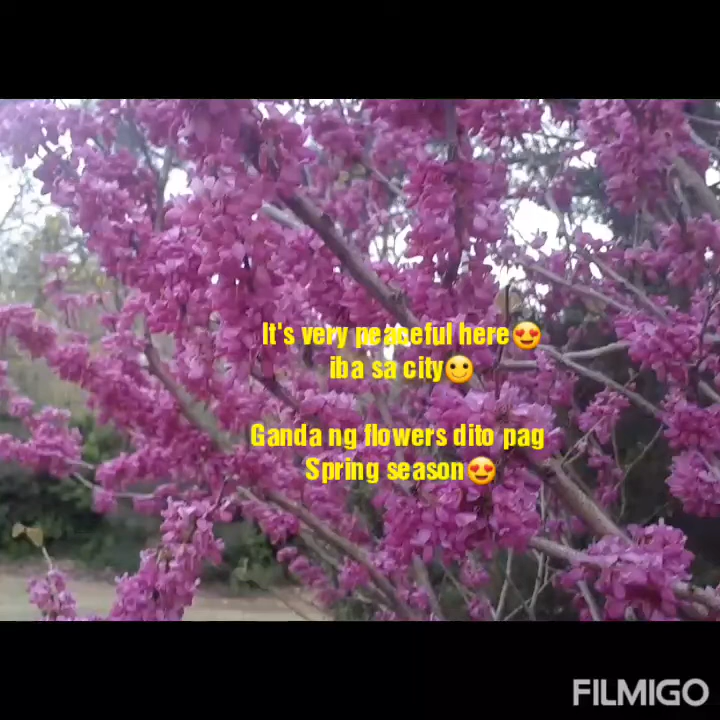 It's very peaceful here😍
iba sa city🙂
Ganda ng flowers dito pag
Spring season😍
FILMIGO